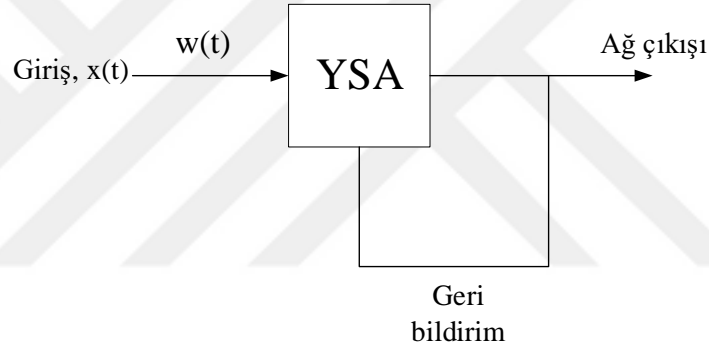 Giriş, x(t)
w(t)
YSA
Ağ çıkışı
Geri
bildirim